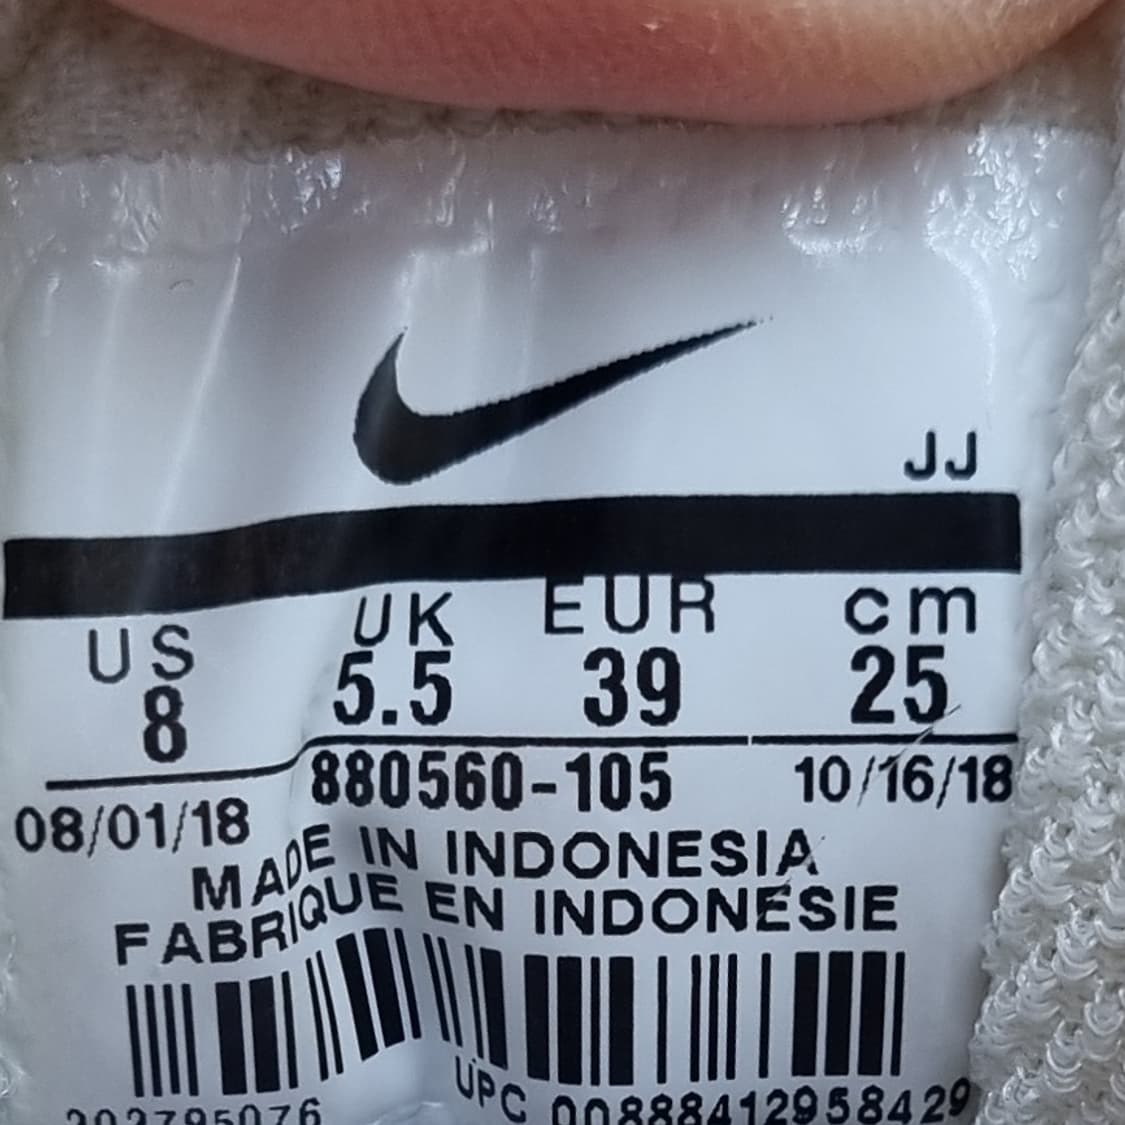 JJ
US UK EUR cm
8 5.5 39 25
08/01/18 880560-105 10/16/18
MADE IN INDONESIA
FABRIQUE EN INDONÉSIE
UPC 00888412958429